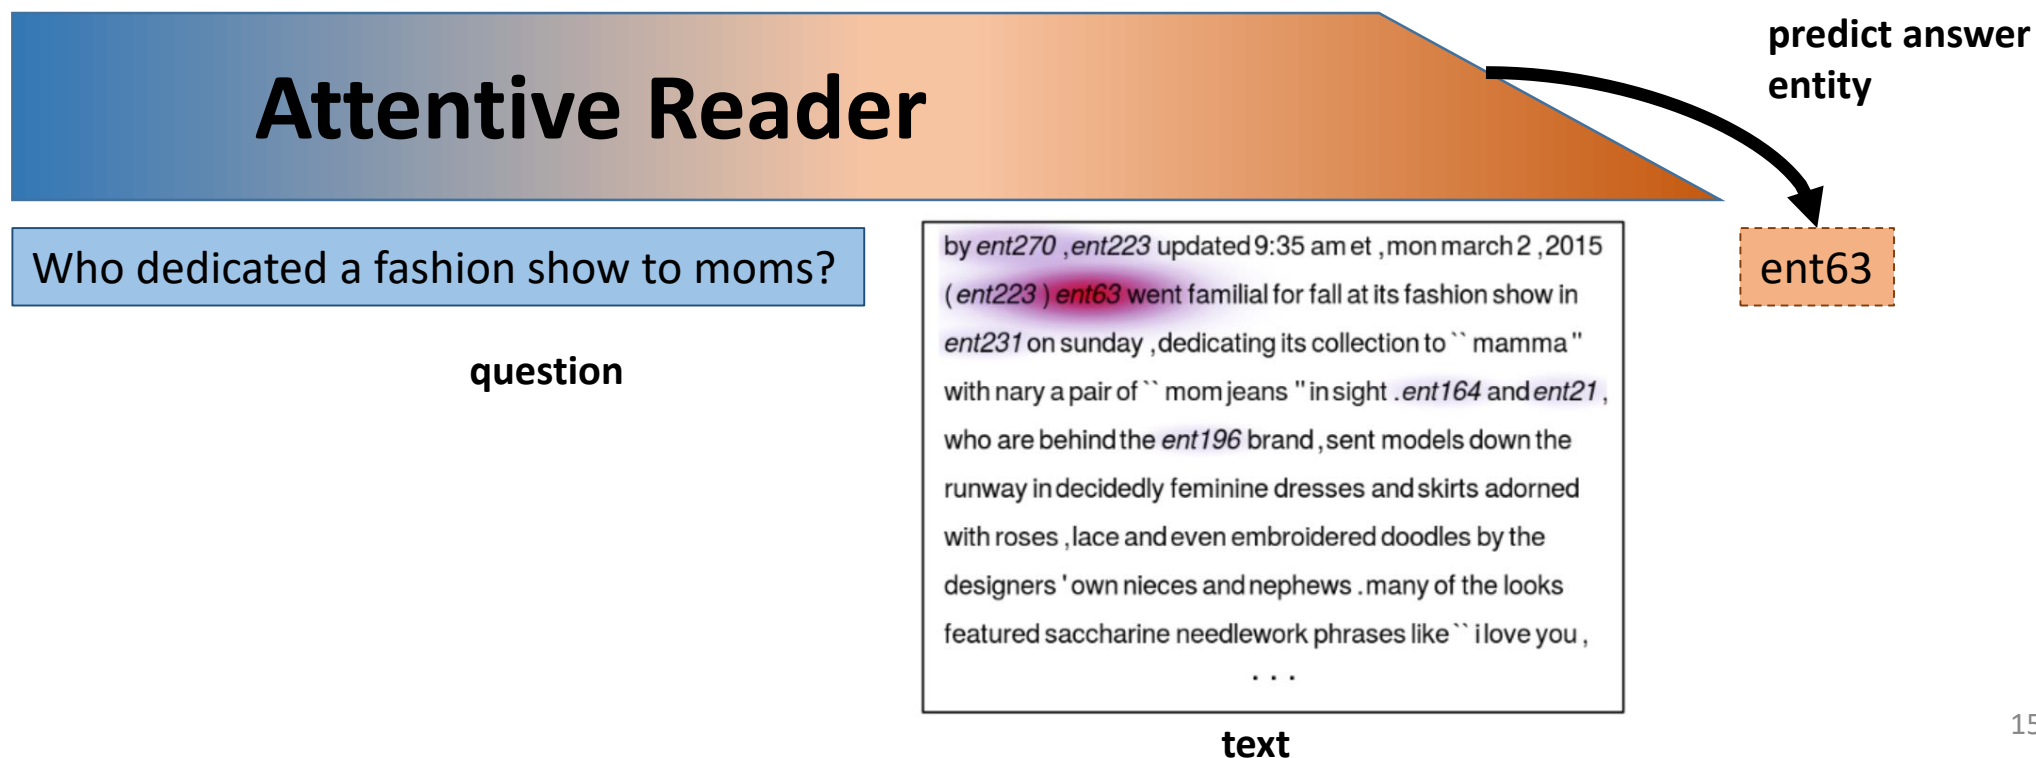 Attentive Reader
predict answer
entity
Who dedicated a fashion show to moms?
question
by ent270 , ent223 updated 9:35 am et , mon march 2 , 2015
( ent223 ) ent63 went familial for fall at its fashion show in
ent231 on sunday , dedicating its collection to `` mamma ''
with nary a pair of `` mom jeans '' in sight . ent164 and ent21 ,
who are behind the ent196 brand , sent models down the
runway in decidedly feminine dresses and skirts adorned
with roses , lace and even embroidered doodles by the
designers ' own nieces and nephews . many of the looks
featured saccharine needlework phrases like `` i love you ,
. . .
text
ent63
15